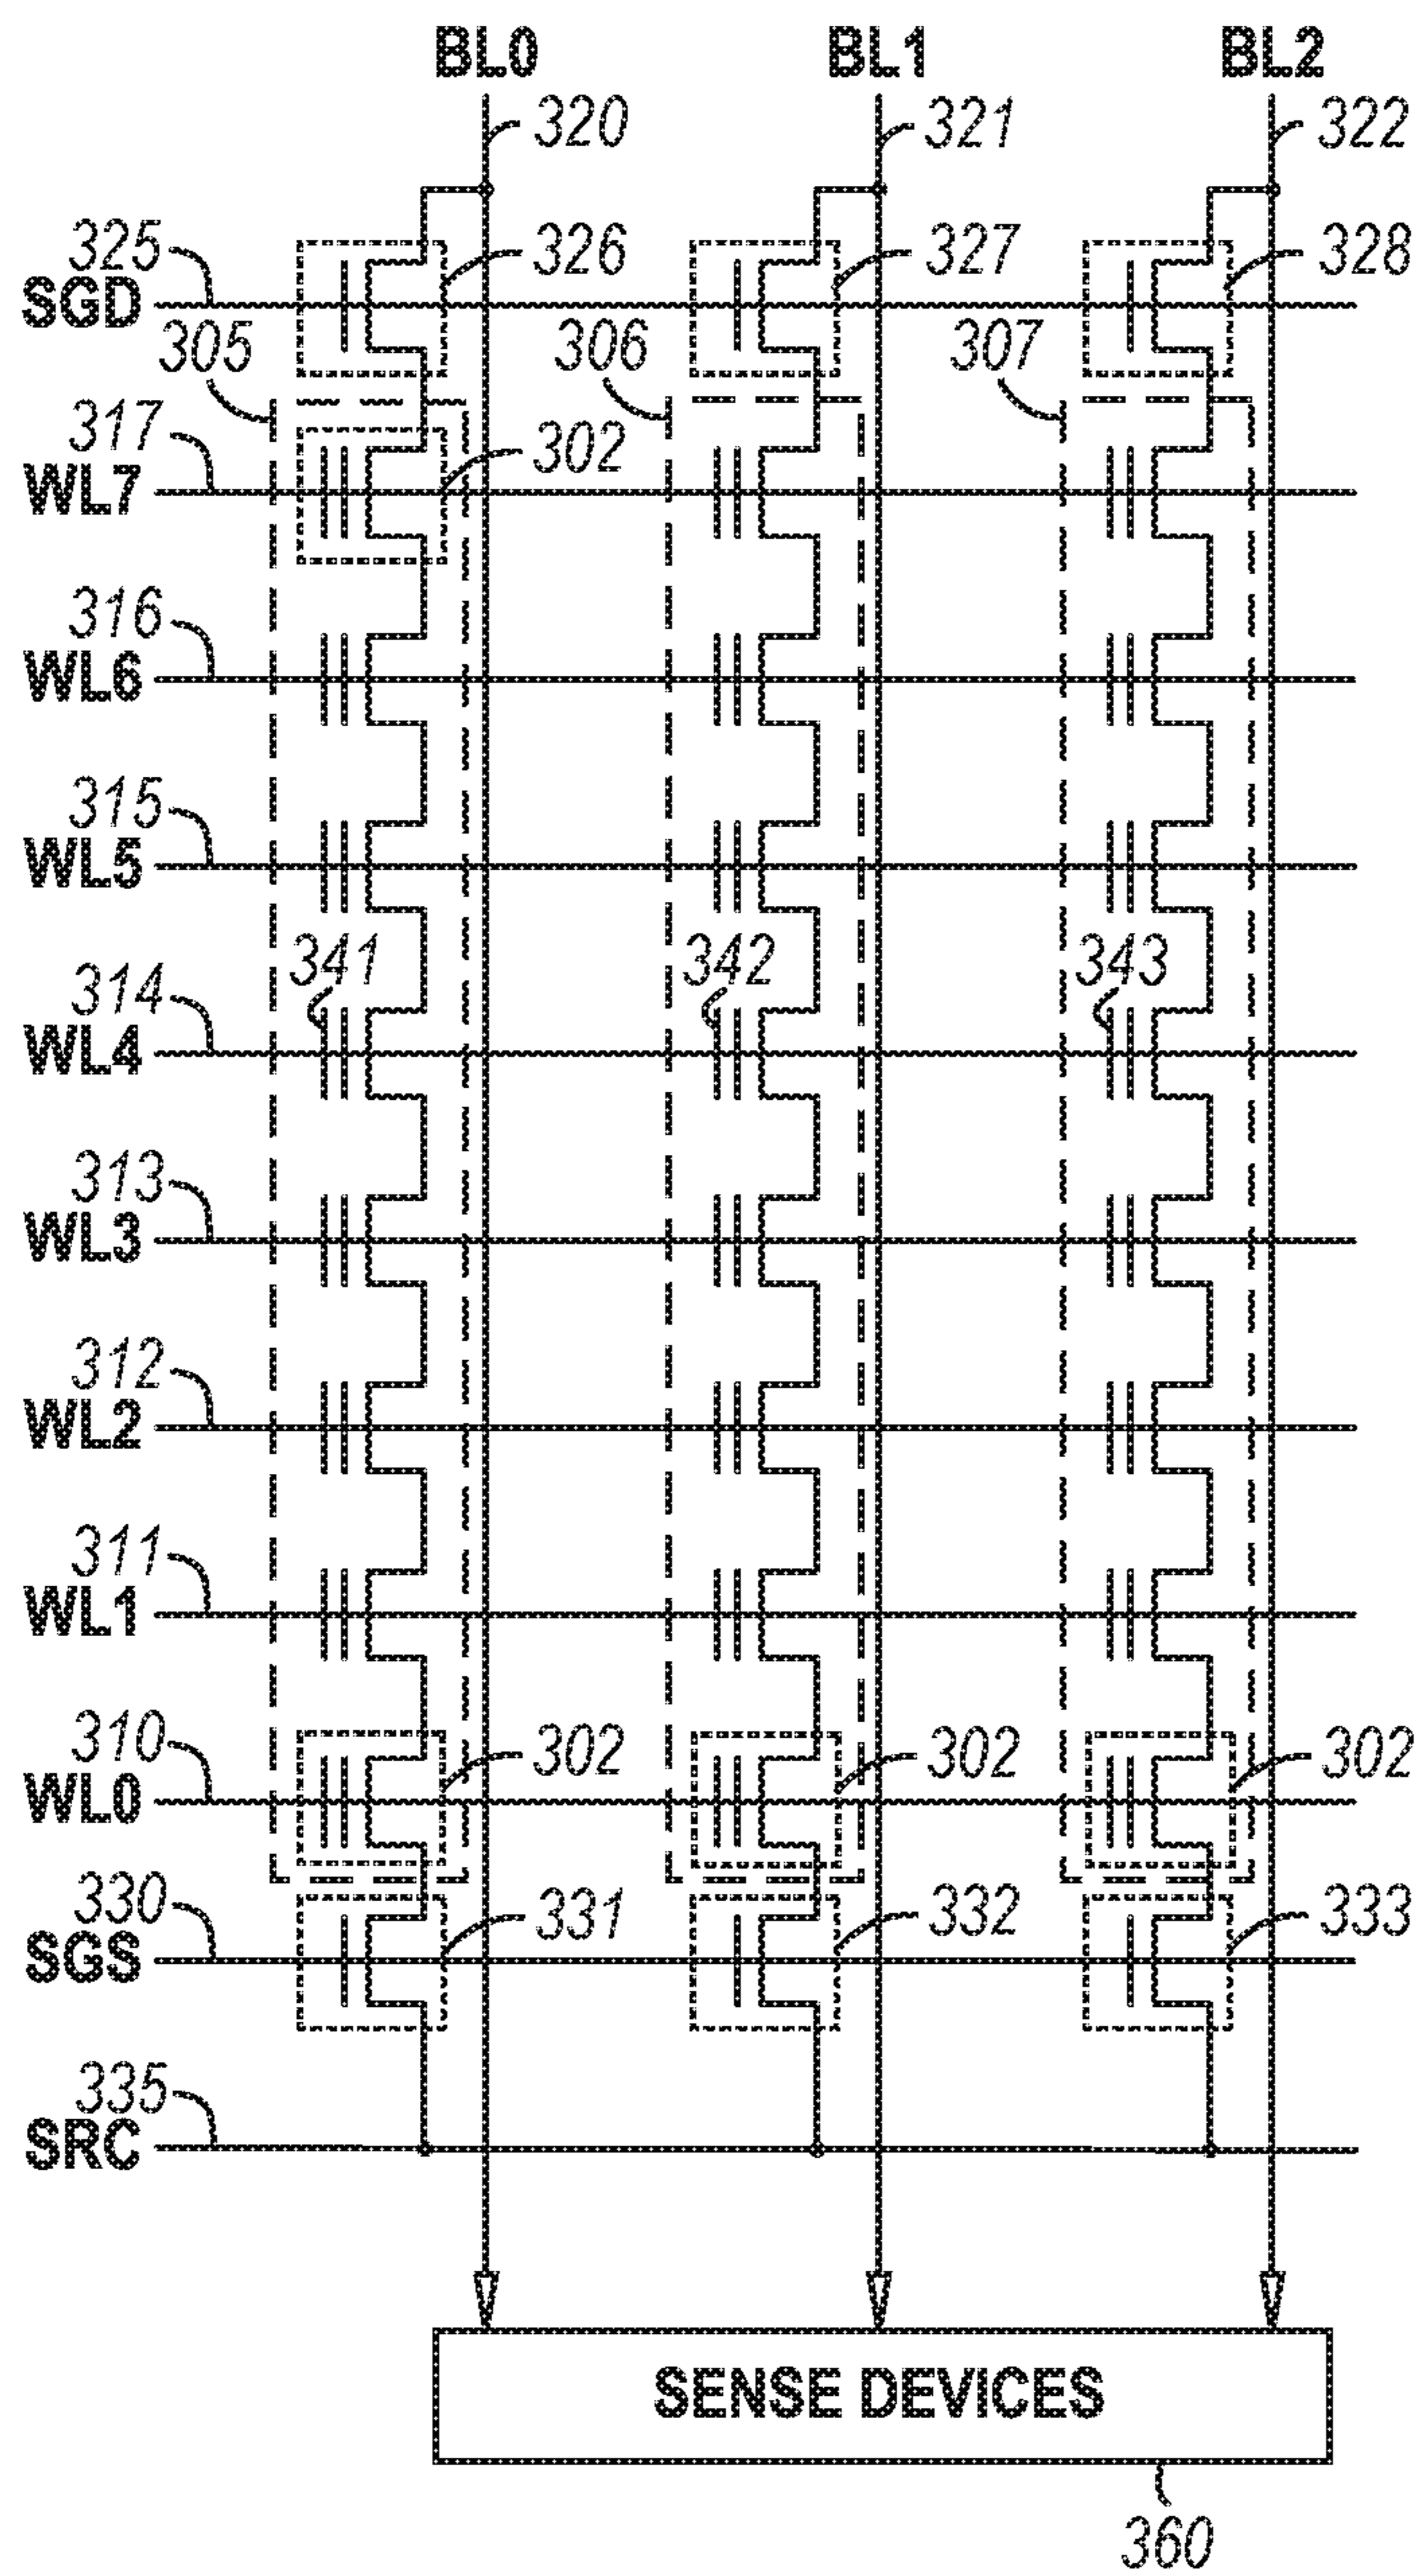 BL0 BL1 BL2
320 321 322
325 326 327 328
SGD
305 306 307
317 302
WL7
316
WL6
315
WL5
341 342 343
314
WL4
313
WL3
312
WL2
311
WL1
310 302 302 302
WL0
330 331 332 333
SGS
335
SRC
SENSE DEVICES
360